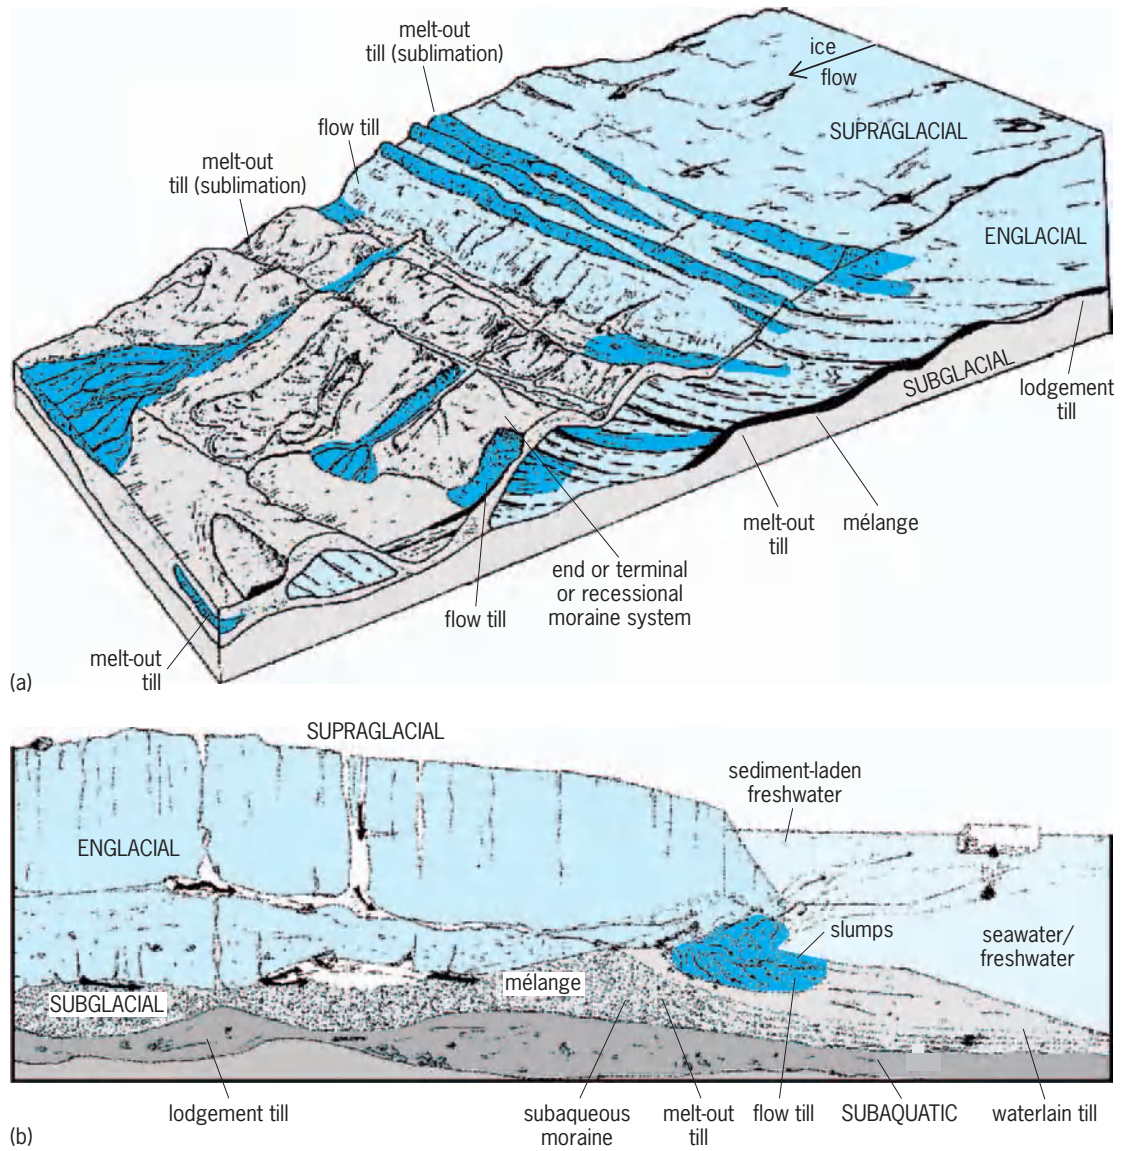 melt-out
till (sublimation)
ice
flow
flow till
SUPRAGLACIAL
melt-out
till (sublimation)
ENGLACIAL
SUBGLACIAL
lodgement
till
melt-out
till
mélange
end or terminal
or recessional
moraine system
flow till
melt-out
till
(a)
SUPRAGLACIAL
sediment-laden
freshwater
ENGLACIAL
slumps
seawater/
freshwater
mélange
SUBGLACIAL
lodgement till
subaqueous
moraine
melt-out
till
flow till
SUBAQUATIC
waterlain till
(b)